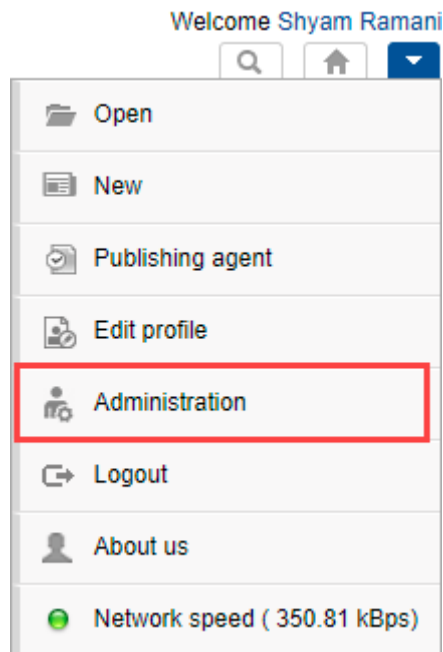 Welcome Shyam Ramani
Open
New
Publishing agent
Edit profile
Administration
Logout
About us
Network speed ( 350.81 kBps)